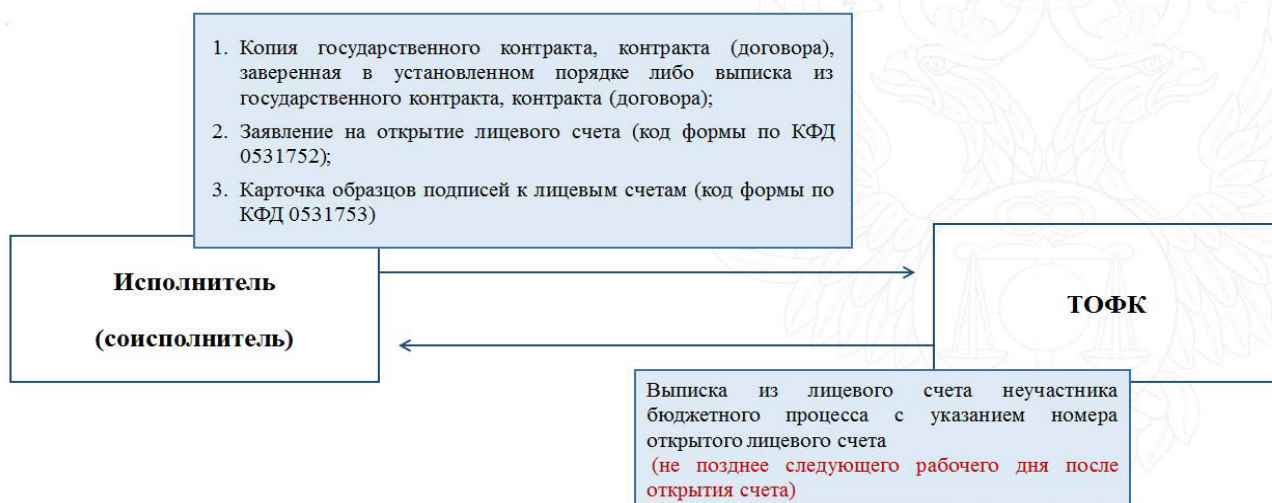 1. Копия государственного контракта, контракта (договора),
заверенная в установленном порядке либо выписка из
государственного контракта, контракта (договора);
2. Заявление на открытие лицевого счета (код формы по КФД
0531752);
3. Карточка образцов подписей к лицевым счетам (код формы по
КФД 0531753)
Исполнитель
(соисполнитель)
ТОФК
Выписка из лицевого счета неучастника
бюджетного процесса с указанием номера
открытого лицевого счета
(не позднее следующего рабочего дня после
открытия счета)